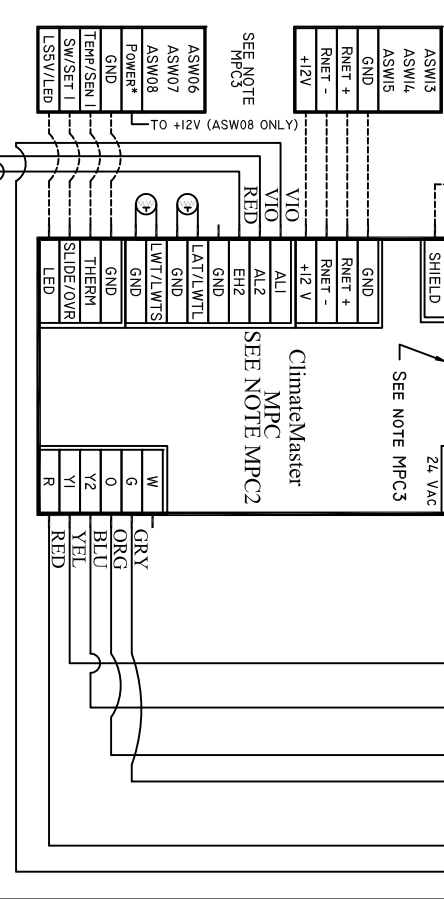 ASW13
ASW14
ASW15
GND
RNET +
RNET -
+12V
SEE NOTE
MPC3
ASW06
ASW07
ASW08
POWER*
GND
TEMP/SEN 1
SW/SET 1
LS5V/LED
TO +12V (ASW08 ONLY)
VIO
VIO
RED
SHIELD
GND
RNET +
RNET -
+12 V
AL1
AL2
EH2
GND
LAT/LWTL
GND
LWT/LWTS
GND
GND
THERM
SLIDE/OVR
LED
ClimateMaster
MPC
SEE NOTE MPC2
SEE NOTE MPC3
24 VAC
W
G
O
Y2
Y1
R
GRY
ORG
BLU
YEL
RED